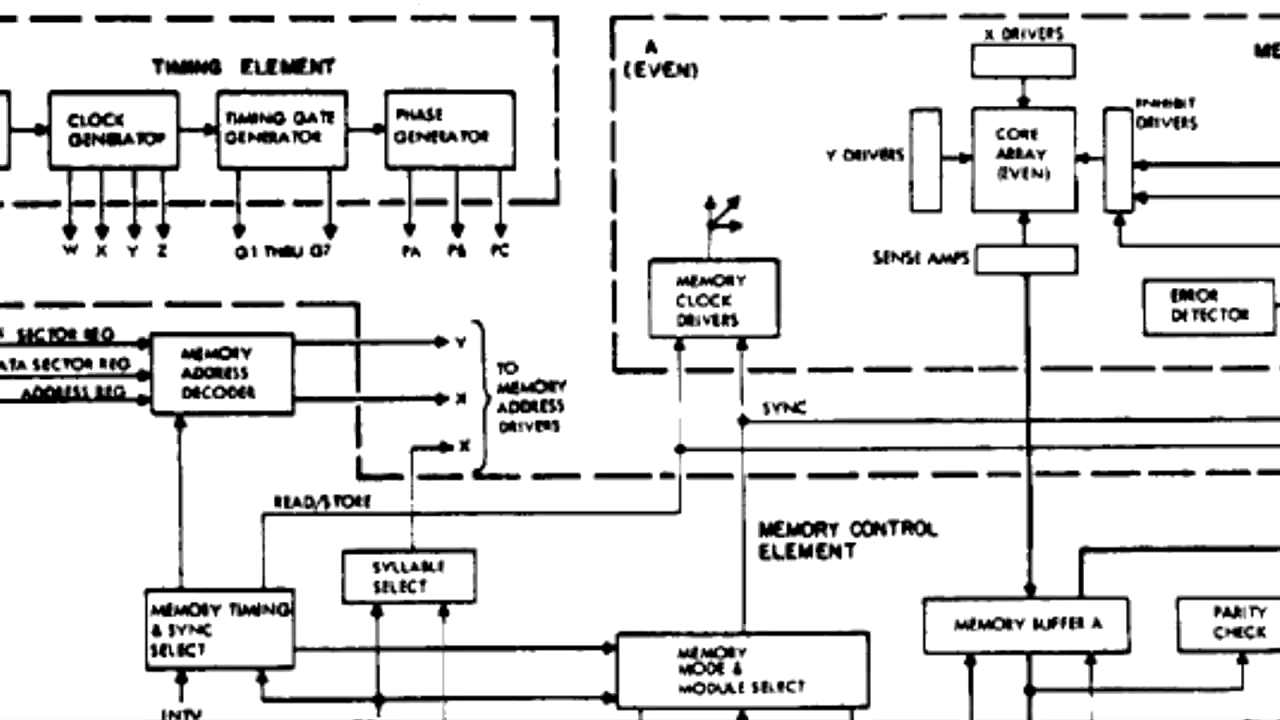 TIMING ELEMENT
CLOCK
GENERATOR
TIMING GATE
GENERATOR
PHASE
GENERATOR
W X Y Z
G1 THRU G7
PA PB PC
A
(EVEN)
X DRIVERS
Y DRIVERS
CORE
ARRAY
(EVEN)
INHIBIT
DRIVERS
SENSE AMPS
MEMORY
CLOCK
DRIVERS
ERROR
DETECTOR
SECTOR REG
SECTOR REG
ADDRESS REG
MEMORY
ADDRESS
DECODER
Y
X
X
TO
MEMORY
ADDRESS
DRIVERS
SYNC
READ/STORE
MEMORY CONTROL
ELEMENT
SYLLABLE
SELECT
MEMORY TIMING
& SYNC
SELECT
MEMORY
MODE &
MODULE SELECT
MEMORY BUFFER A
PARITY
CHECK